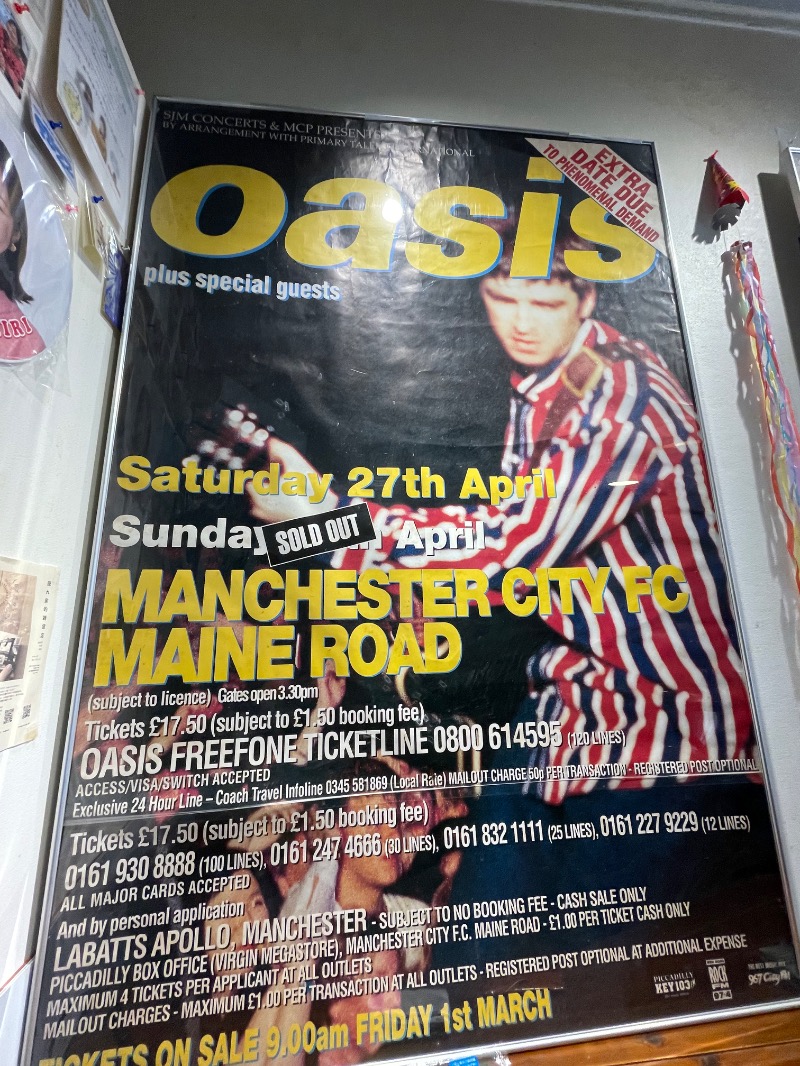 SJM CONCERTS & MCP PRESENT
BY ARRANGEMENT WITH PRIMARY
oasis
EXTRA
DATE DUE
TO PHENOMENAL DEMAND
plus special guests
Saturday 27th April
Sunday April
SOLD OUT
MANCHESTER CITY FC
MAINE ROAD
(subject to licence) Gates open 3.30pm
Tickets £17.50 (subject to £1.50 booking fee)
OASIS FREEFONE TICKETLINE 0800 614595 (120 LINES)
ACCESS/VISA/SWITCH ACCEPTED
Exclusive 24 Hour Line – Coach Travel Infoline 0345 581869 (Local Rate) MAILOUT CHARGE 50p PER TRANSACTION - REGISTERED POST OPTIONAL
Tickets £17.50 (subject to £1.50 booking fee)
0161 930 8888 (100 LINES), 0161 247 4666 (80 LINES), 0161 832 1111 (25 LINES), 0161 227 9229 (12 LINES)
ALL MAJOR CARDS ACCEPTED
And by personal application
LABATTS APOLLO, MANCHESTER - SUBJECT TO NO BOOKING FEE - CASH SALE ONLY
PICCADILLY BOX OFFICE (VIRGIN MEGASTORE), MANCHESTER CITY F.C. MAINE ROAD - £1.00 PER TICKET CASH ONLY
MAXIMUM 4 TICKETS PER APPLICANT AT ALL OUTLETS
MAILOUT CHARGES - MAXIMUM £1.00 PER TRANSACTION AT ALL OUTLETS - REGISTERED POST OPTIONAL AT ADDITIONAL EXPENSE
PICCADILLY
KEY 103
ROCK
FM
97.4
96.7 City FM
TICKETS ON SALE 9.00am FRIDAY 1st MARCH